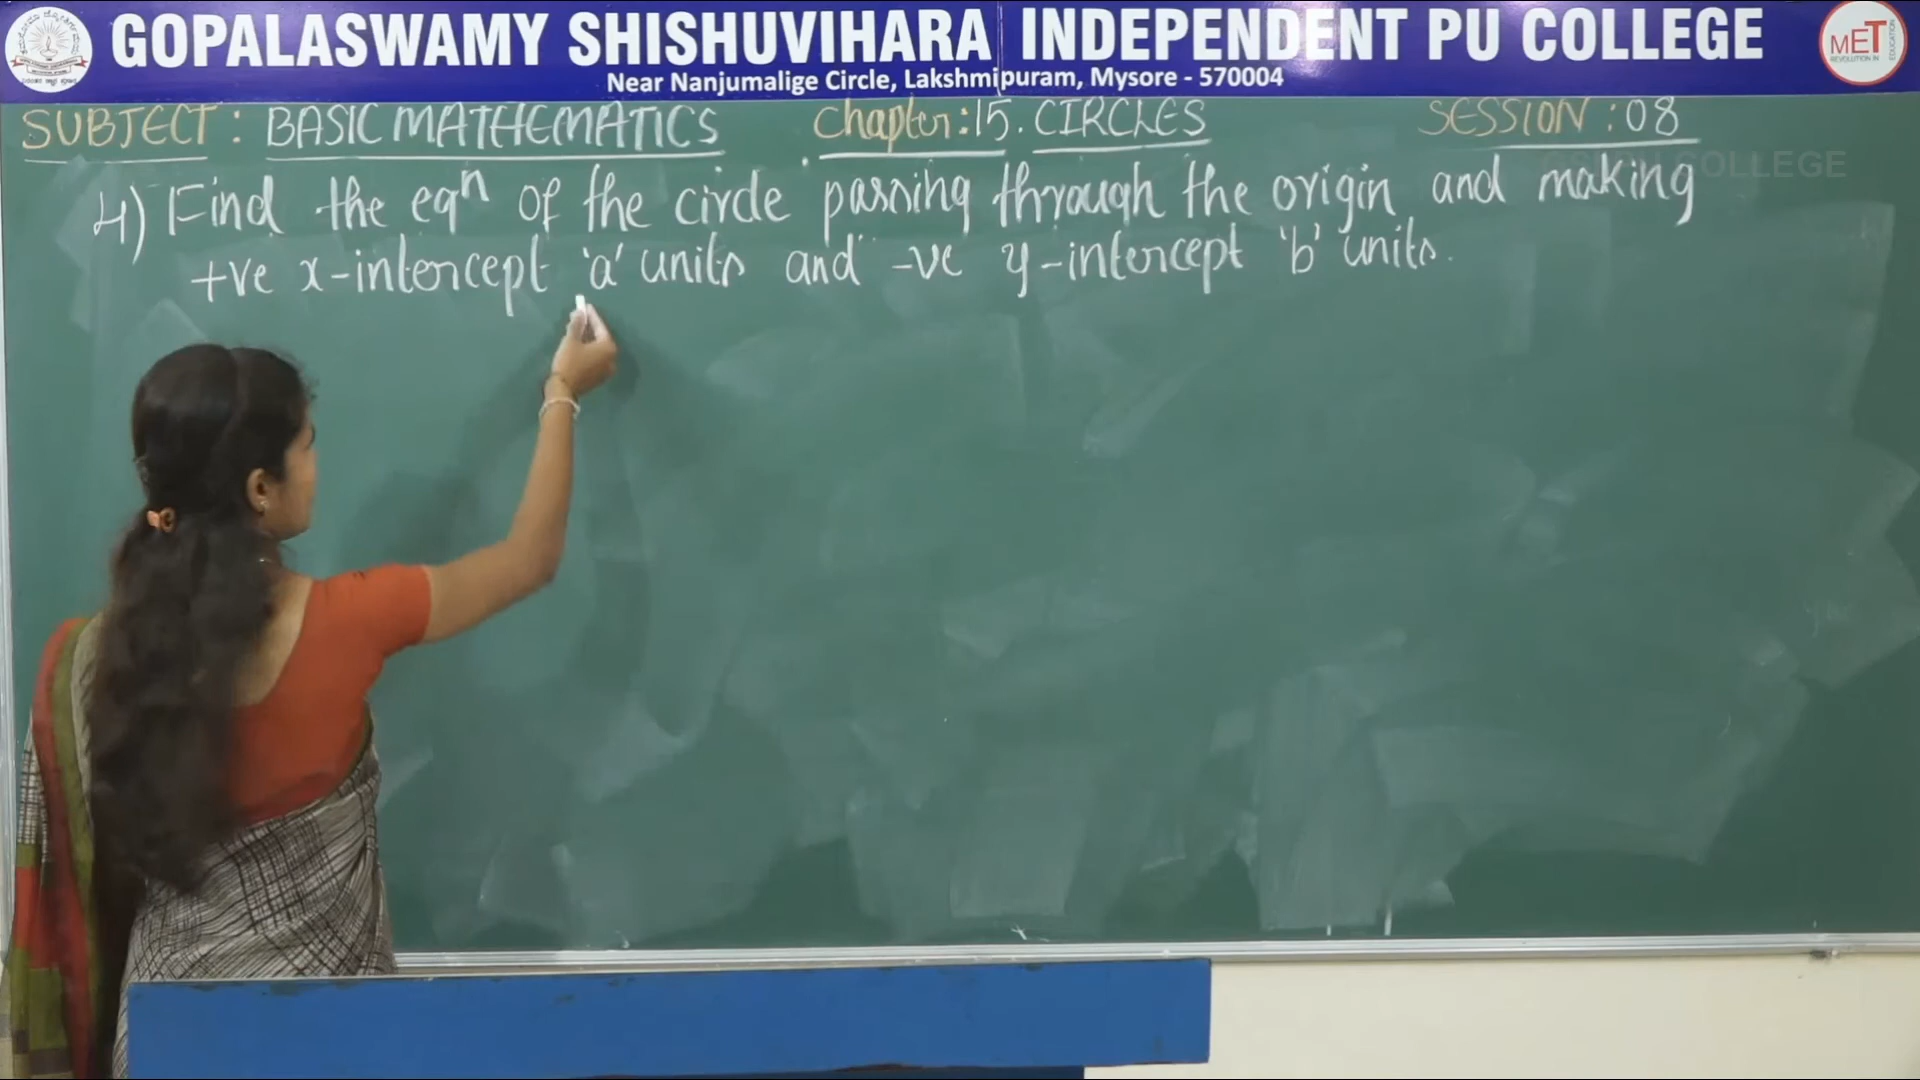 GOPALASWAMY SHISHUVIHARA INDEPENDENT PU COLLEGE
Near Nanjumalige Circle, Lakshmipuram, Mysore - 570004
MET
SUBJECT : BASIC MATHEMATICS Chapter:15. CIRCLES SESSION : 08
4) Find the eqn of the circle passing through the origin and making
+ve x-intercept 'a' units and -ve y-intercept 'b' units.